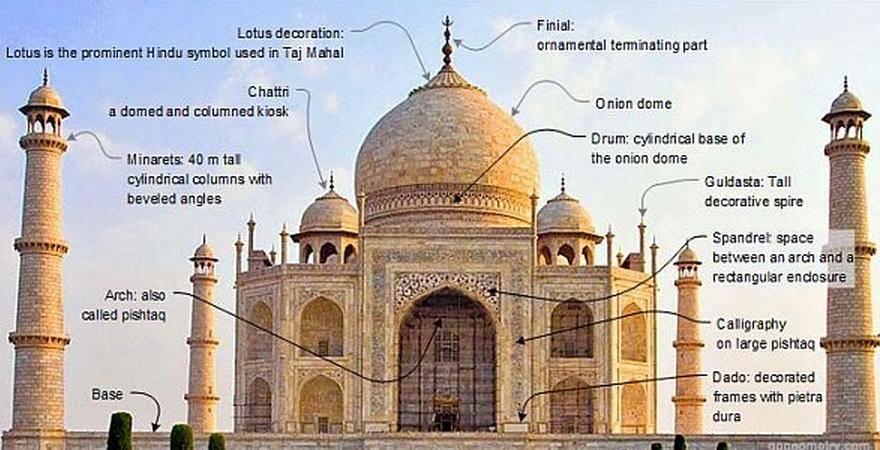 Lotus decoration:
Lotus is the prominent Hindu symbol used in Taj Mahal
Finial:
ornamental terminating part
Chattri
a domed and columned kiosk
Onion dome
Drum: cylindrical base of
the onion dome
Minarets: 40 m tall
cylindrical columns with
beveled angles
Guldasta: Tall
decorative spire
Spandrel: space
between an arch and a
rectangular enclosure
Arch: also
called pishtaq
Calligraphy
on large pishtaq
Dado: decorated
frames with pietra
dura
Base